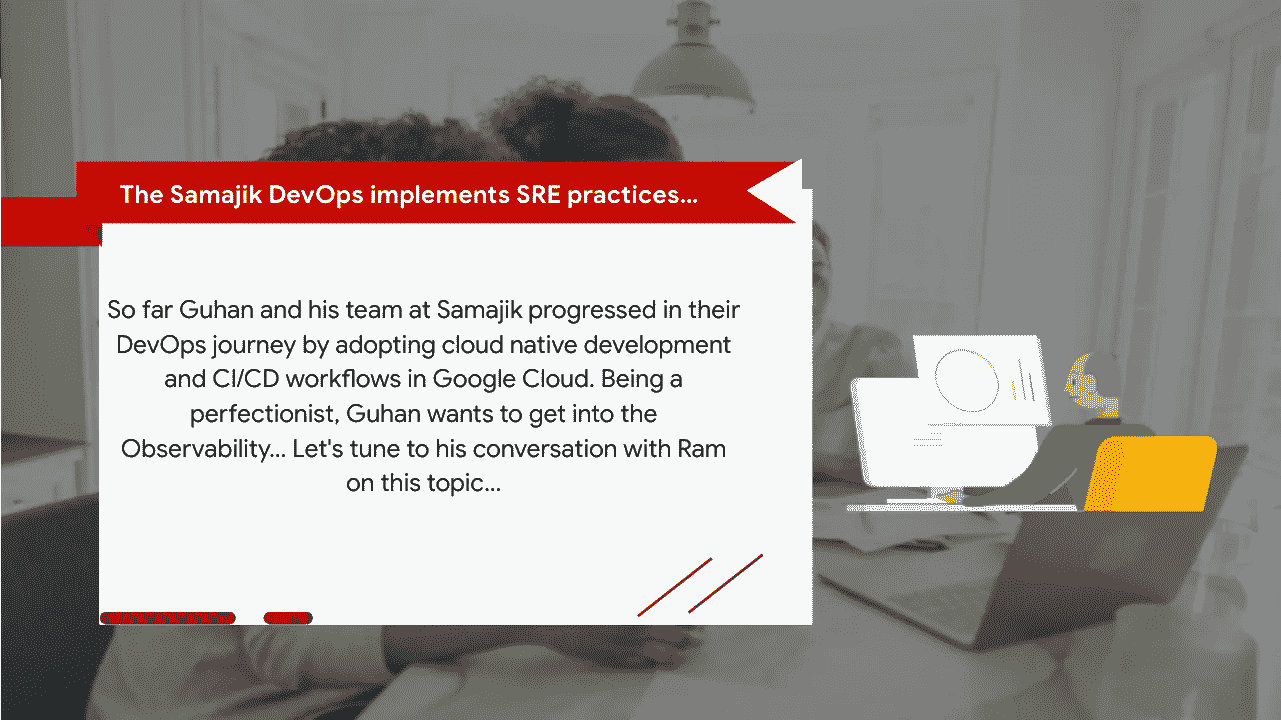 The Samajik DevOps implements SRE practices...
So far Guhan and his team at Samajik progressed in their
DevOps journey by adopting cloud native development
and CI/CD workflows in Google Cloud. Being a
perfectionist, Guhan wants to get into the
Observability... Let's tune to his conversation with Ram
on this topic...